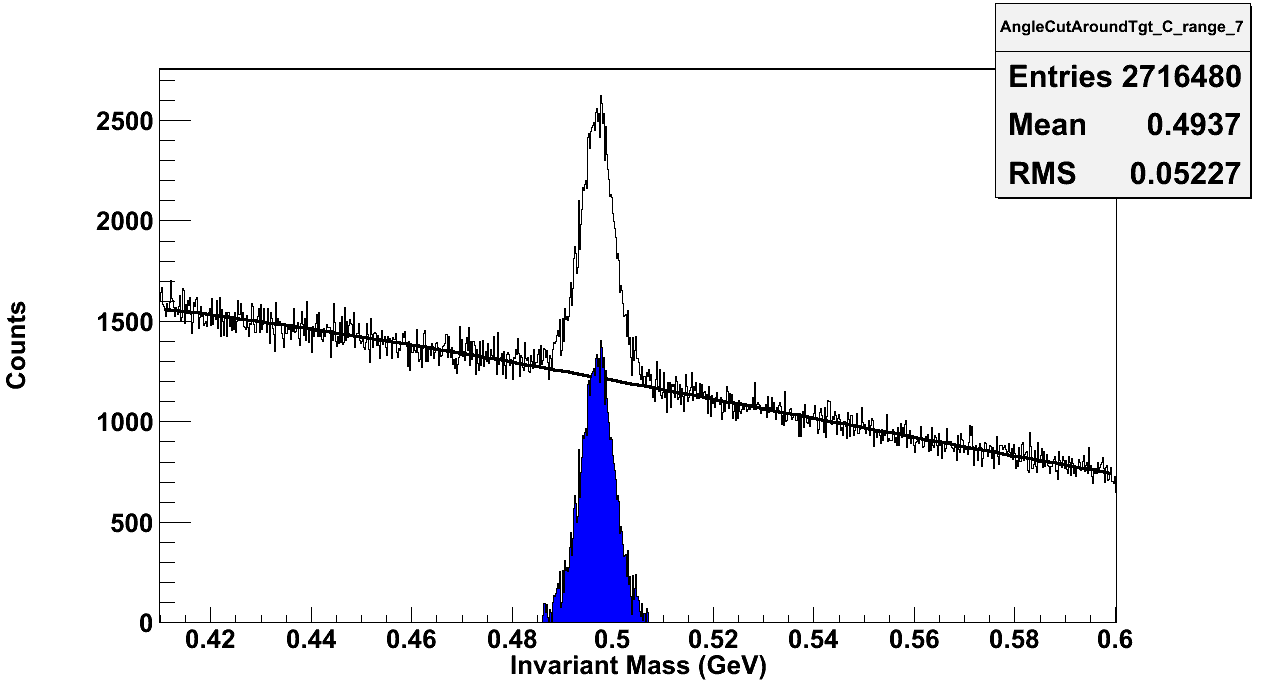 AngleCutAroundTgt_C_range_7
Entries 2716480
Mean 0.4937
RMS 0.05227
2500
2000
1500
1000
500
0
Counts
0.42 0.44 0.46 0.48 0.5 0.52 0.54 0.56 0.58 0.6
Invariant Mass (GeV)